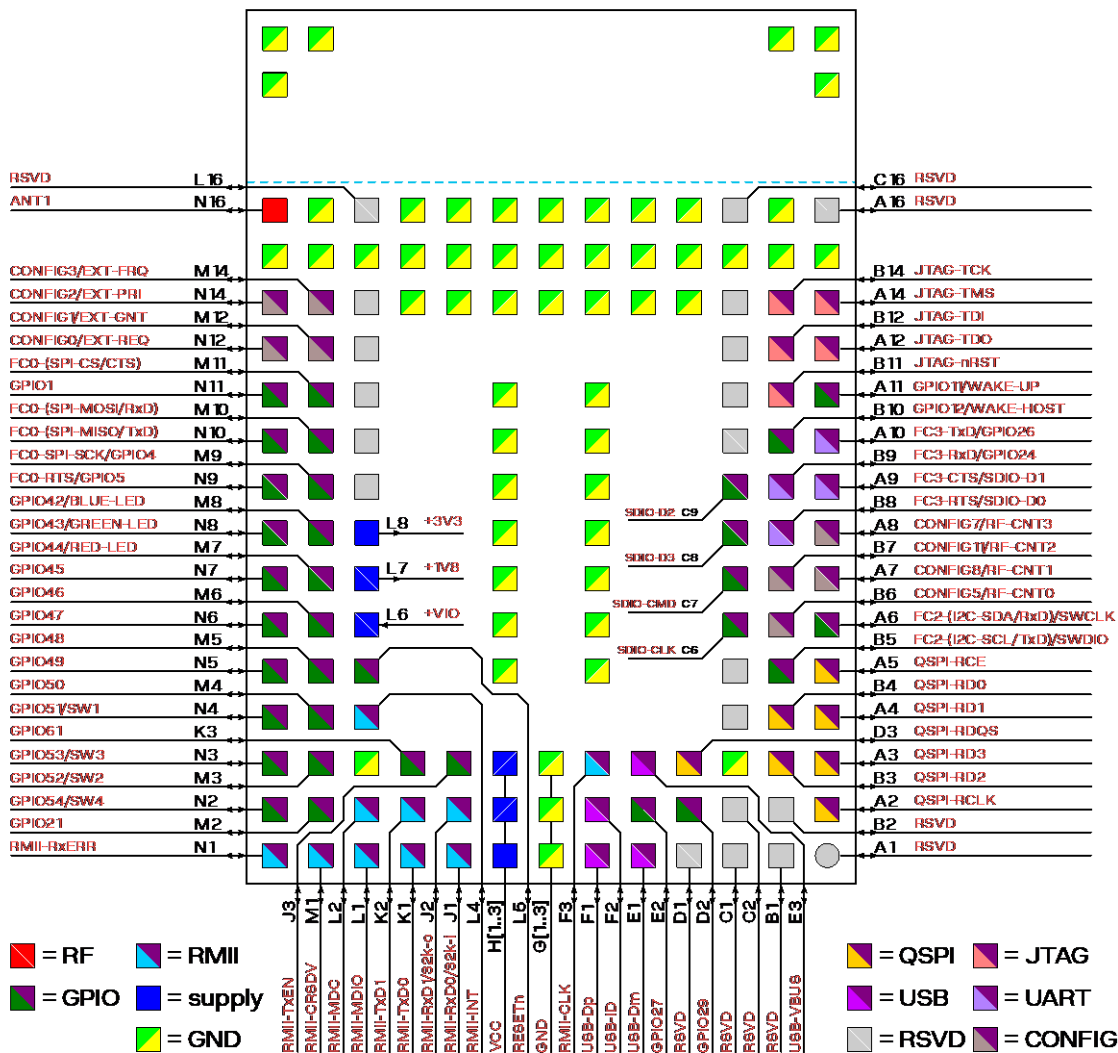 RSVD L16
ANT1 N16
CONFIG3/EXT-FRQ M14
CONFIG2/EXT-PRI N14
CONFIG1/EXT-GNT M12
CONFIG0/EXT-REQ N12
FC0-(SPI-CS/CTS) M11
GPIO1 N11
FC0-(SPI-MOSI/RxD) M10
FC0-(SPI-MISO/TxD) N10
FC0-SPI-SCK/GPIO4 M9
FC0-RTS/GPIO5 N9
GPIO42/BLUE-LED M8
GPIO43/GREEN-LED N8
GPIO44/RED-LED M7
GPIO45 N7
GPIO46 M6
GPIO47 N6
GPIO48 M5
GPIO49 N5
GPIO50 M4
GPIO51/SW1 N4
GPIO61 K3
GPIO53/SW3 N3
GPIO52/SW2 M3
GPIO54/SW4 N2
GPIO21 M2
RMII-RxERR N1
L8 +3V3
L7 +1V8
L6 +VIO
SDIO-D2 C9
SDIO-D3 C8
SDIO-CMD C7
SDIO-CLK C6
C16 RSVD
A16 RSVD
B14 JTAG-TCK
A14 JTAG-TMS
B12 JTAG-TDI
A12 JTAG-TDO
B11 JTAG-nRST
A11 GPIO11/WAKE-UP
B10 GPIO12/WAKE-HOST
A10 FC3-TxD/GPIO26
B9 FC3-RxD/GPIO24
A9 FC3-CTS/SDIO-D1
B8 FC3-RTS/SDIO-D0
A8 CONFIG7/RF-CNT3
B7 CONFIG11/RF-CNT2
A7 CONFIG8/RF-CNT1
B6 CONFIG5/RF-CNT0
A6 FC2-(I2C-SDA/RxD)/SWCLK
B5 FC2-(I2C-SCL/TxD)/SWDIO
A5 QSPI-RCE
B4 QSPI-RD0
A4 QSPI-RD1
D3 QSPI-RDQS
A3 QSPI-RD3
B3 QSPI-RD2
A2 QSPI-RCLK
B2 RSVD
A1 RSVD
J3 RMII-TxEN
M1 RMII-CRSDV
L2 RMII-MDC
L1 RMII-MDIO
K2 RMII-TxD1
K1 RMII-TxD0
J2 RMII-RxD1/32k-o
J1 RMII-RxD0/32k-i
L4 RMII-INT
H[1..3] VCC
L5 RESETn
G[1..3] GND
F3 RMII-CLK
F1 USB-Dp
F2 USB-ID
E1 USB-Dm
E2 GPIO27
D1 RSVD
D2 GPIO29
C1 RSVD
C2 RSVD
B1 RSVD
E3 USB-VBUS
= RF
= RMII
= GPIO
= supply
= GND
= QSPI
= JTAG
= USB
= UART
= RSVD
= CONFIG